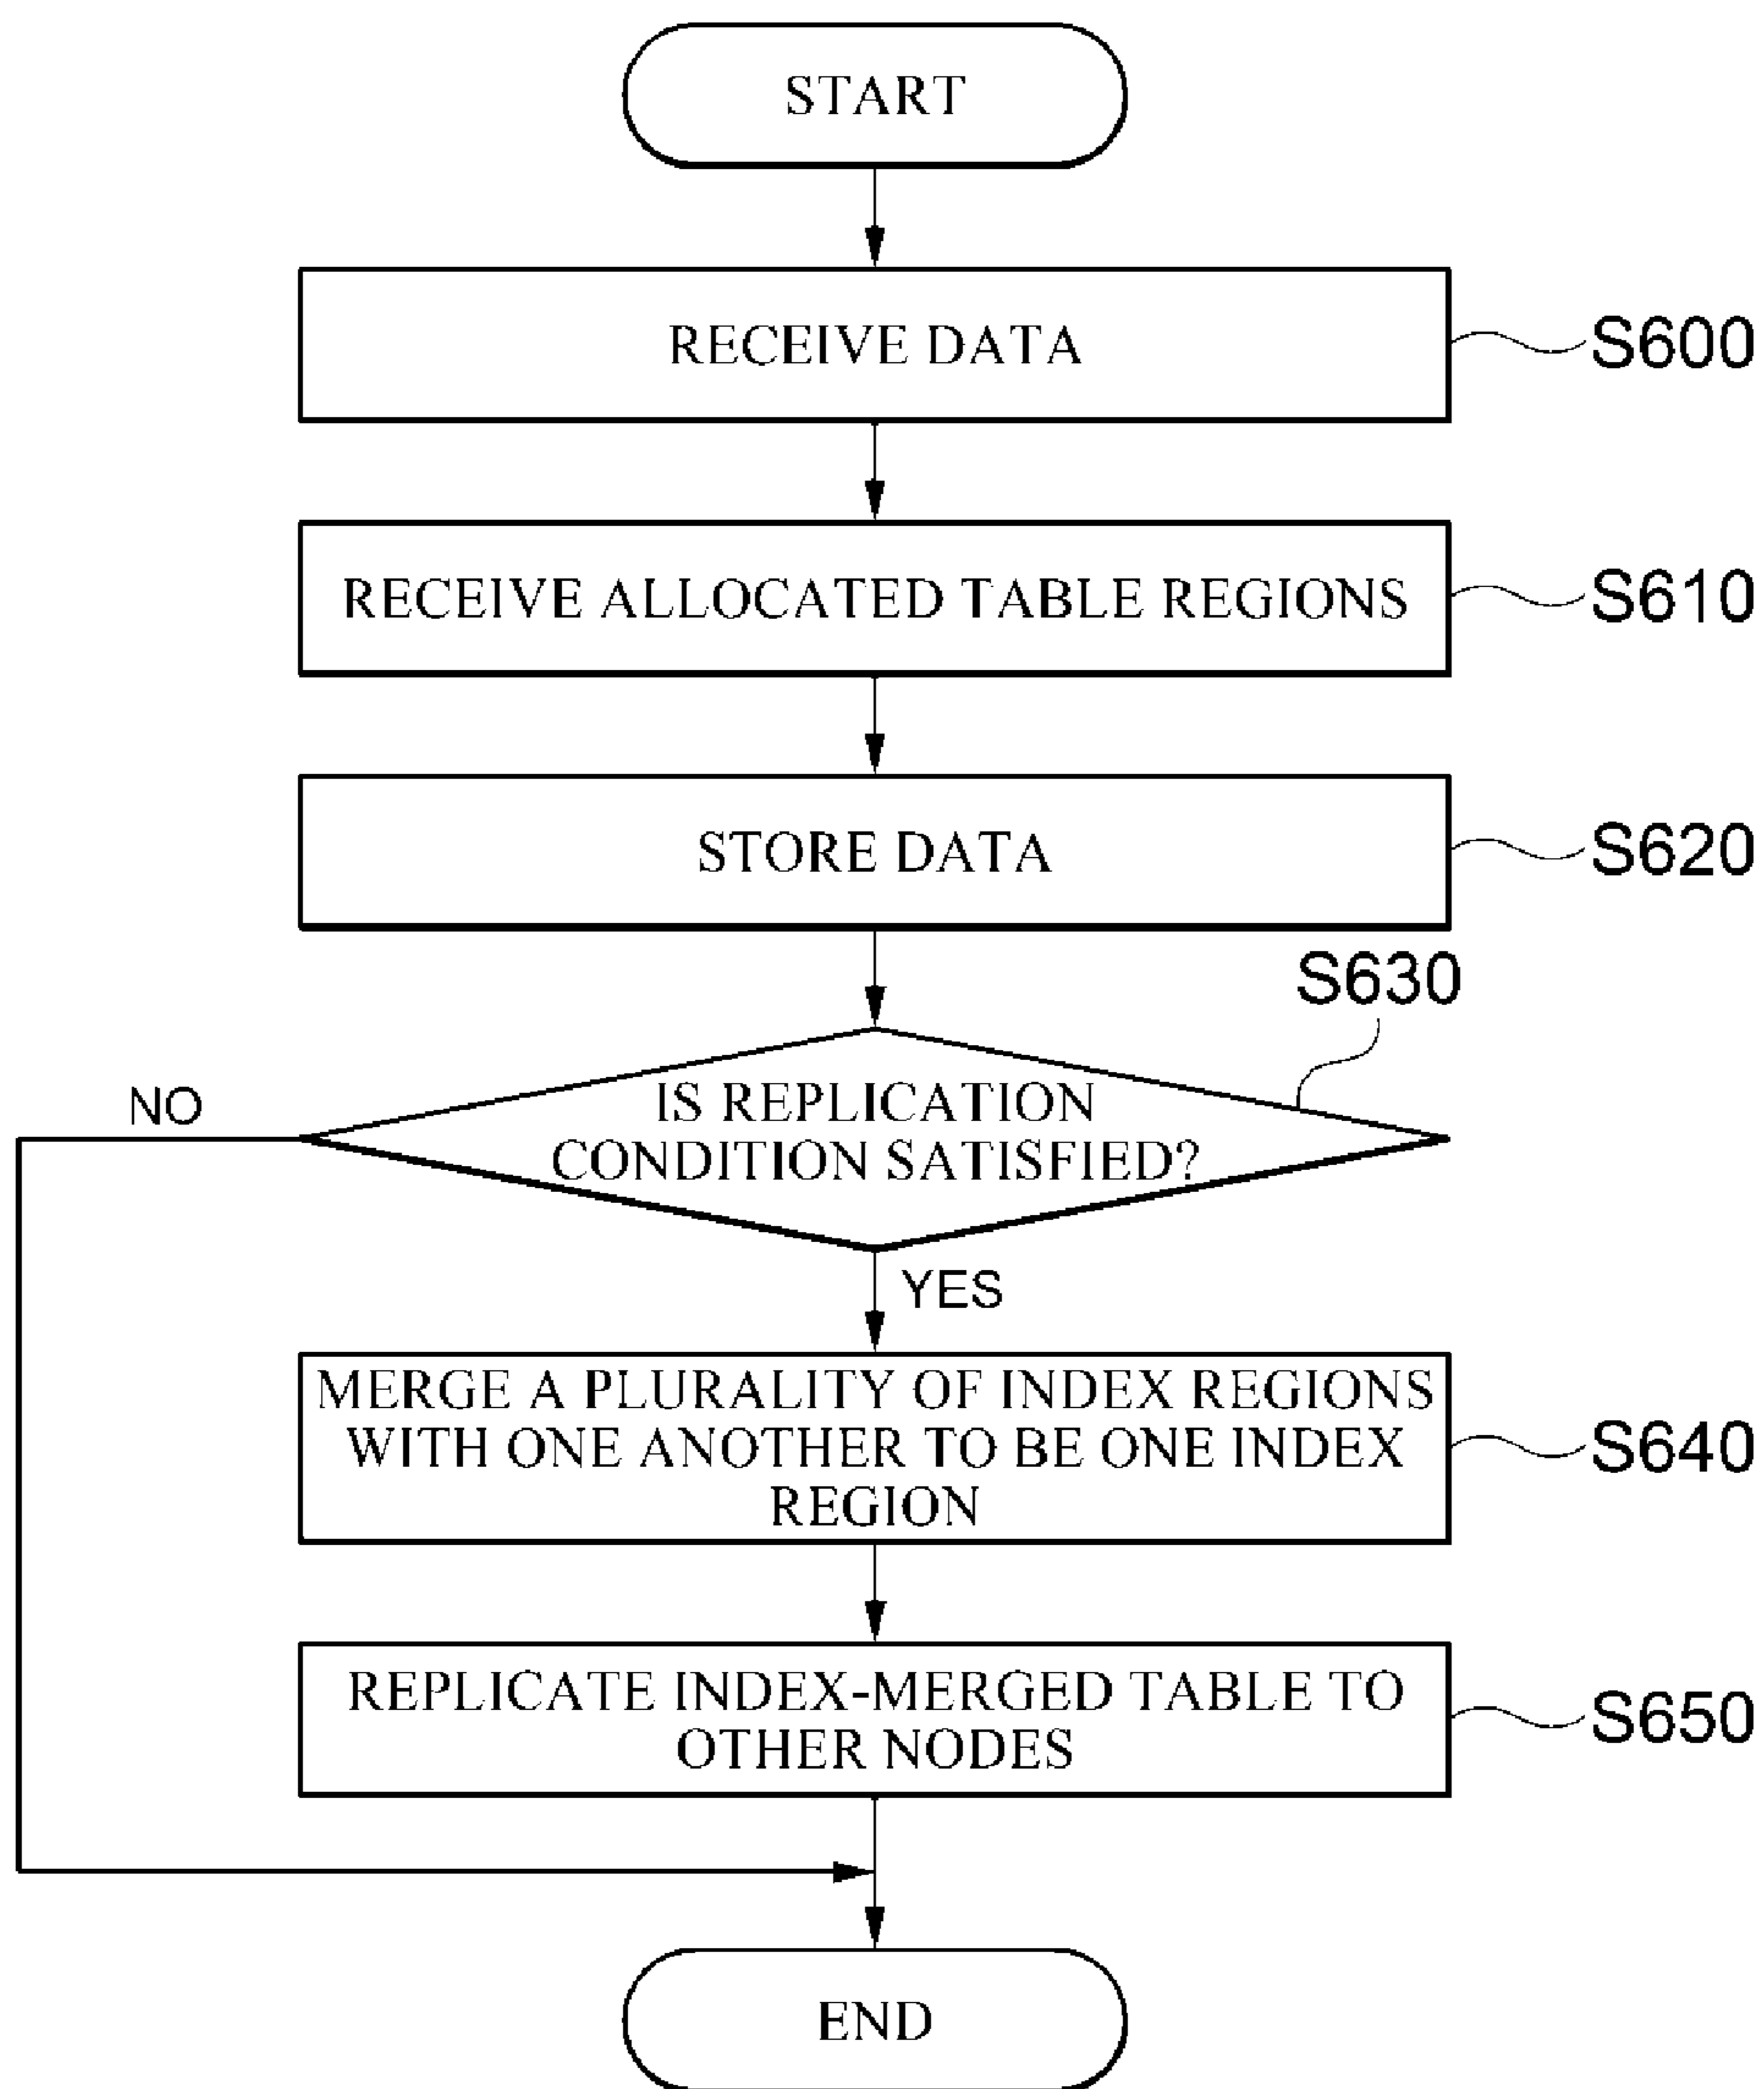 START
RECEIVE DATA
S600
RECEIVE ALLOCATED TABLE REGIONS
S610
STORE DATA
S620
S630
NO
IS REPLICATION
CONDITION SATISFIED?
YES
MERGE A PLURALITY OF INDEX REGIONS
WITH ONE ANOTHER TO BE ONE INDEX
REGION
S640
REPLICATE INDEX-MERGED TABLE TO
OTHER NODES
S650
END